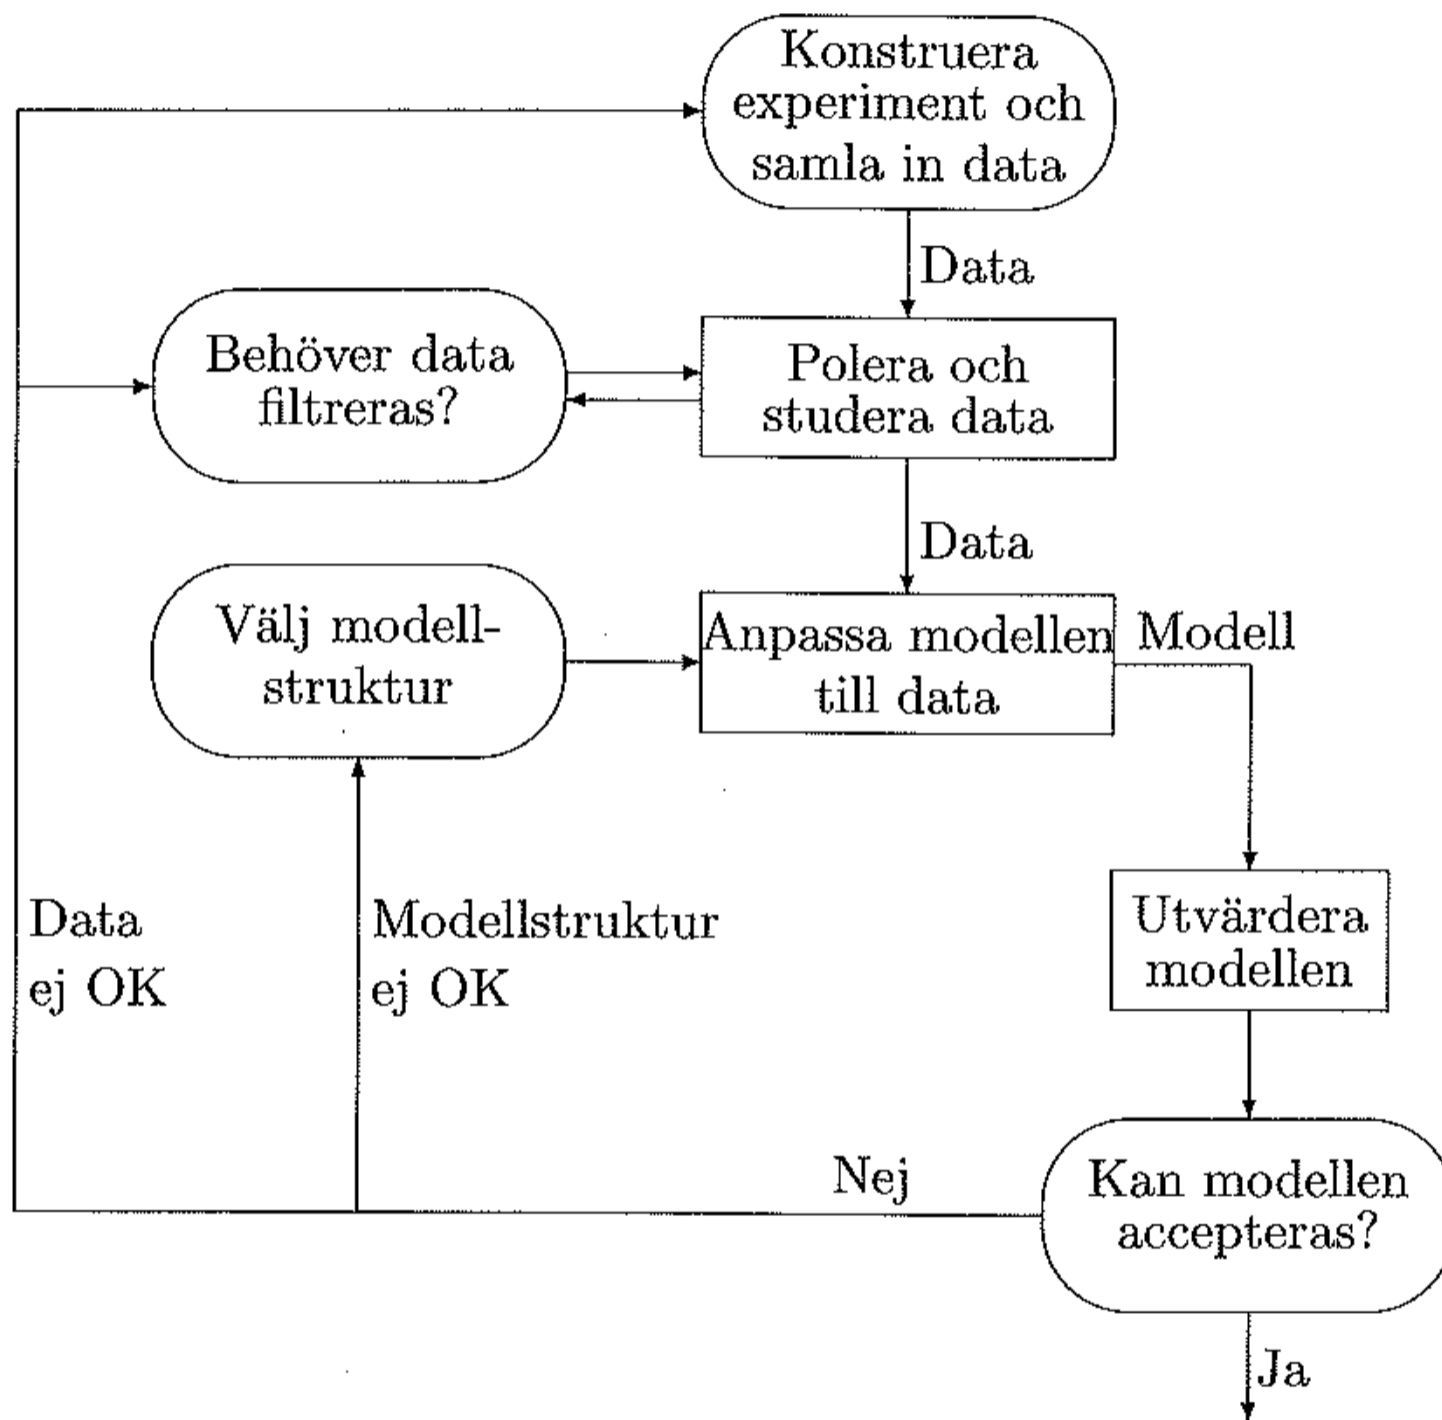 Konstruera
experiment och
samla in data
Data
Behöver data
filtreras?
Polera och
studera data
Data
Välj modell-
struktur
Anpassa modellen
till data
Modell
Data
ej OK
Modellstruktur
ej OK
Utvärdera
modellen
Nej
Kan modellen
accepteras?
Ja